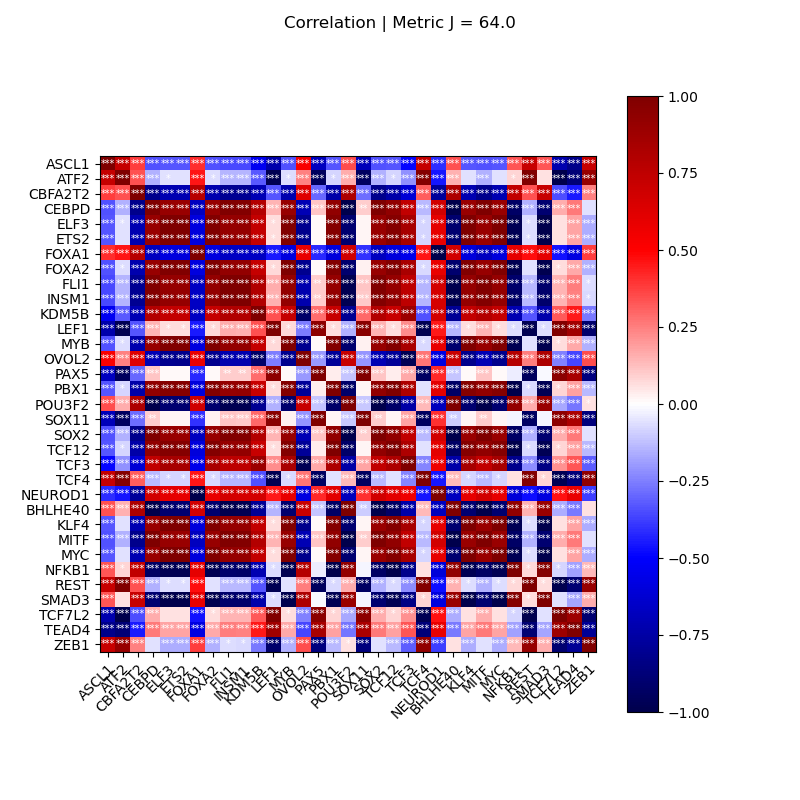 Correlation | Metric J = 64.0
ASCL1
ATF2
CBFA2T2
CEBPD
ELF3
ETS2
FOXA1
FOXA2
FLI1
INSM1
KDM5B
LEF1
MYB
OVOL2
PAX5
PBX1
POU3F2
SOX11
SOX2
TCF12
TCF3
TCF4
NEUROD1
BHLHE40
KLF4
MITF
MYC
NFKB1
REST
SMAD3
TCF7L2
TEAD4
ZEB1
ASCL1
ATF2
CBFA2T2
CEBPD
ELF3
ETS2
FOXA1
FOXA2
FLI1
INSM1
KDM5B
LEF1
MYB
OVOL2
PAX5
PBX1
POU3F2
SOX11
SOX2
TCF12
TCF3
TCF4
NEUROD1
BHLHE40
KLF4
MITF
MYC
NFKB1
REST
SMAD3
TCF7L2
TEAD4
ZEB1
1.00
0.75
0.50
0.25
0.00
−0.25
−0.50
−0.75
−1.00